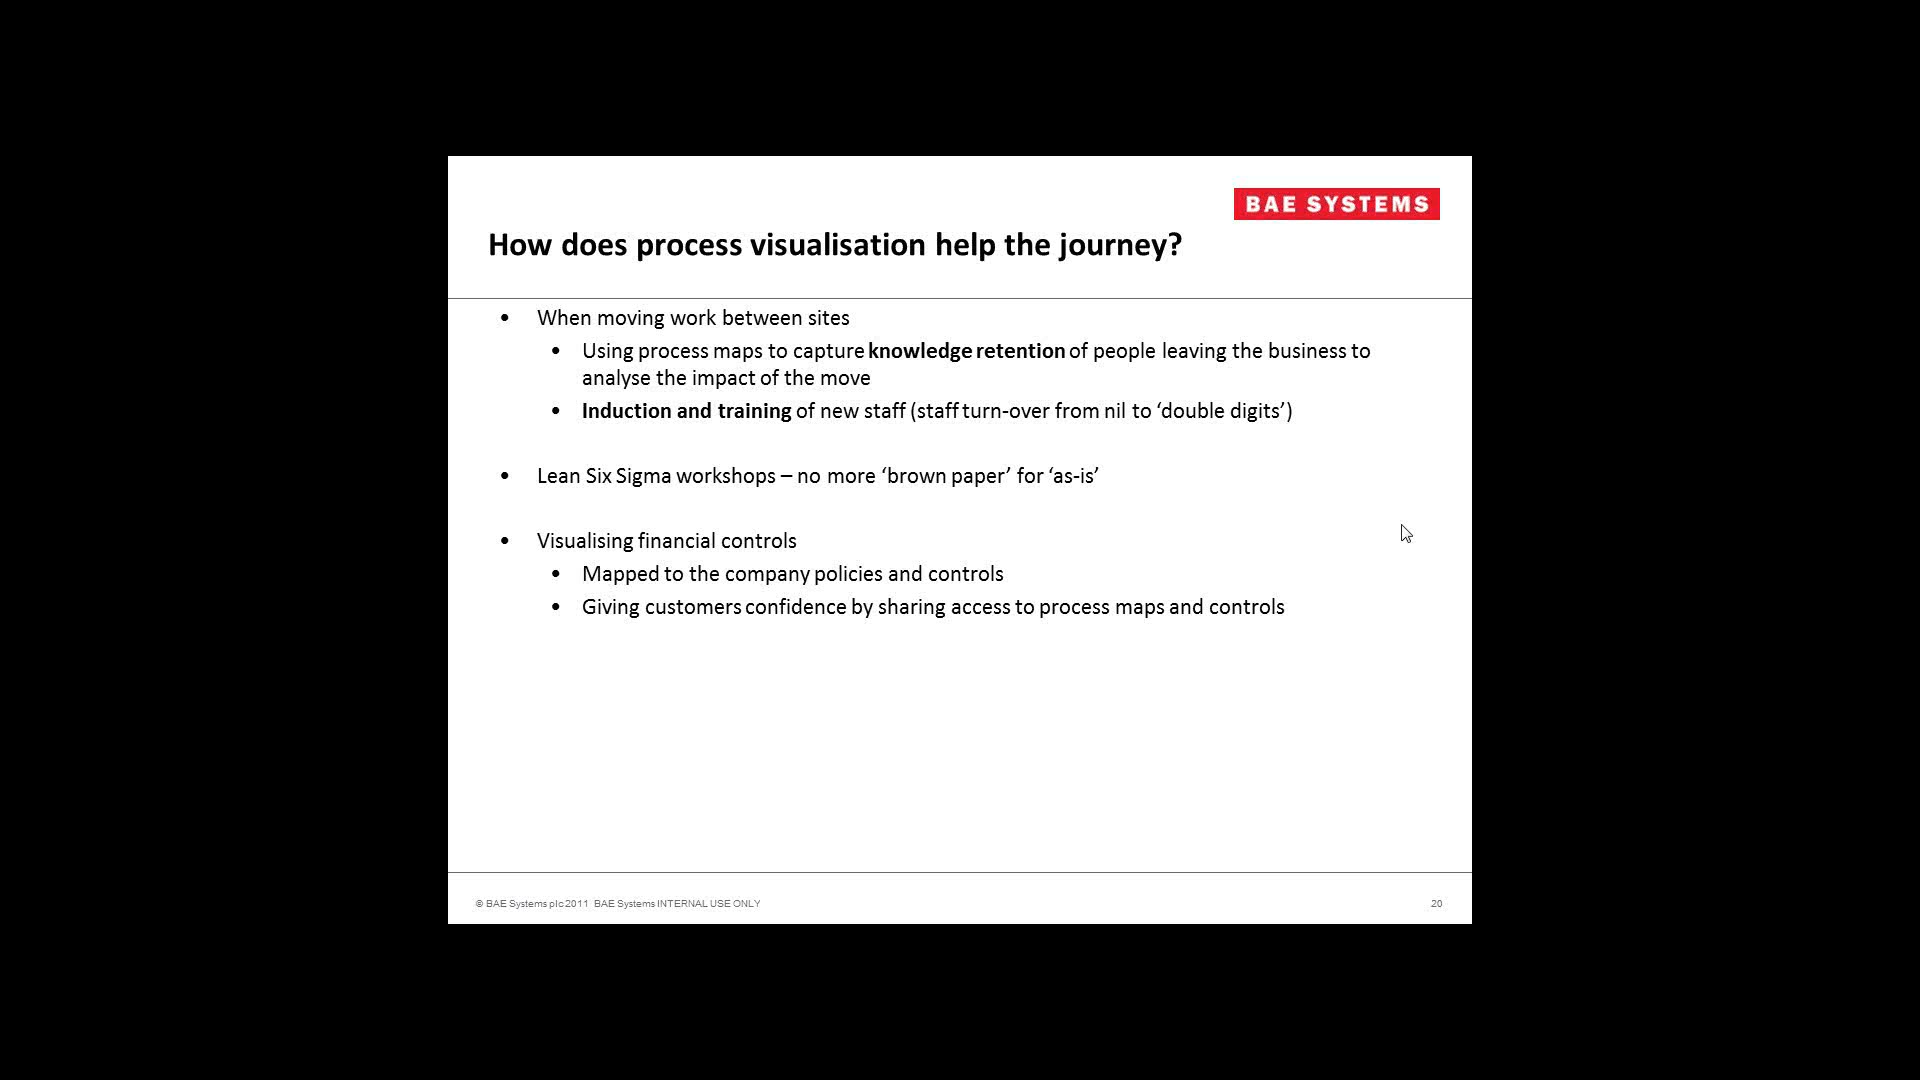 BAE SYSTEMS
How does process visualisation help the journey?
• When moving work between sites
• Using process maps to capture knowledge retention of people leaving the business to
analyse the impact of the move
• Induction and training of new staff (staff turn-over from nil to ‘double digits’)
• Lean Six Sigma workshops – no more ‘brown paper’ for ‘as-is’
• Visualising financial controls
• Mapped to the company policies and controls
• Giving customers confidence by sharing access to process maps and controls
© BAE Systems plc 2011 BAE Systems INTERNAL USE ONLY
20